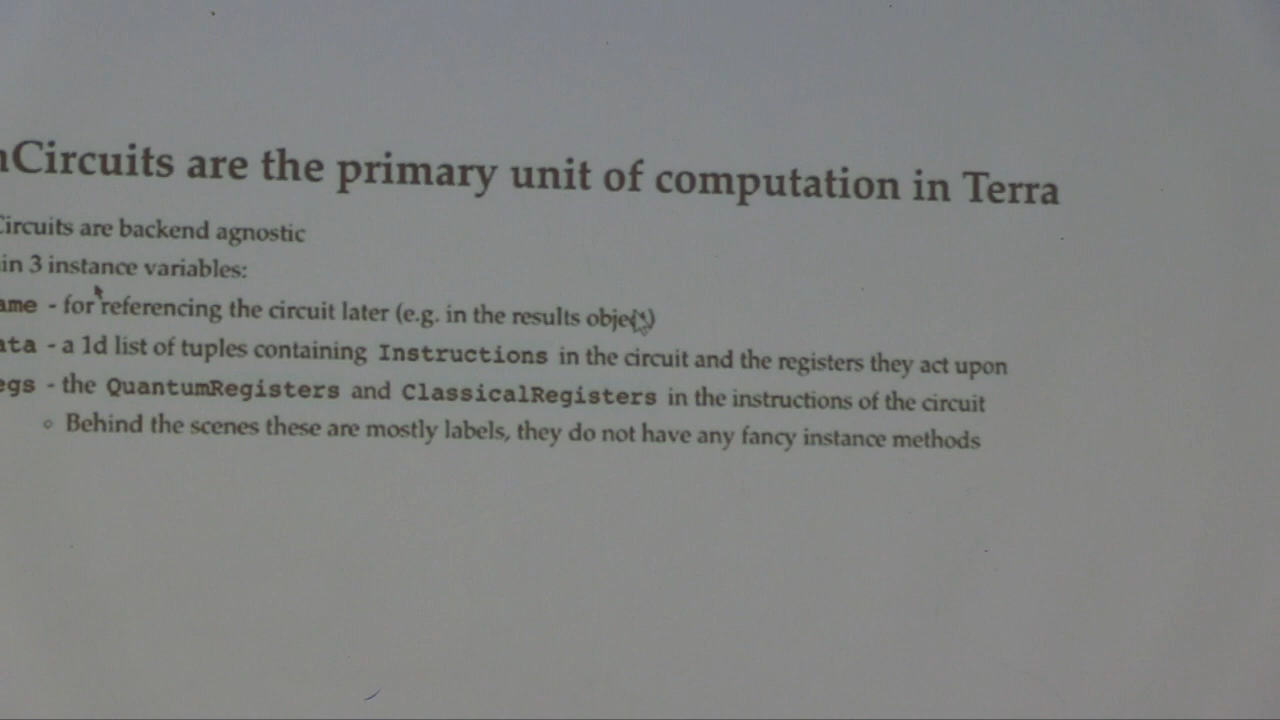 mCircuits are the primary unit of computation in Terra
Circuits are backend agnostic
in 3 instance variables:
ame - for referencing the circuit later (e.g. in the results object)
ata - a 1d list of tuples containing Instructions in the circuit and the registers they act upon
egs - the QuantumRegisters and ClassicalRegisters in the instructions of the circuit
◦ Behind the scenes these are mostly labels, they do not have any fancy instance methods